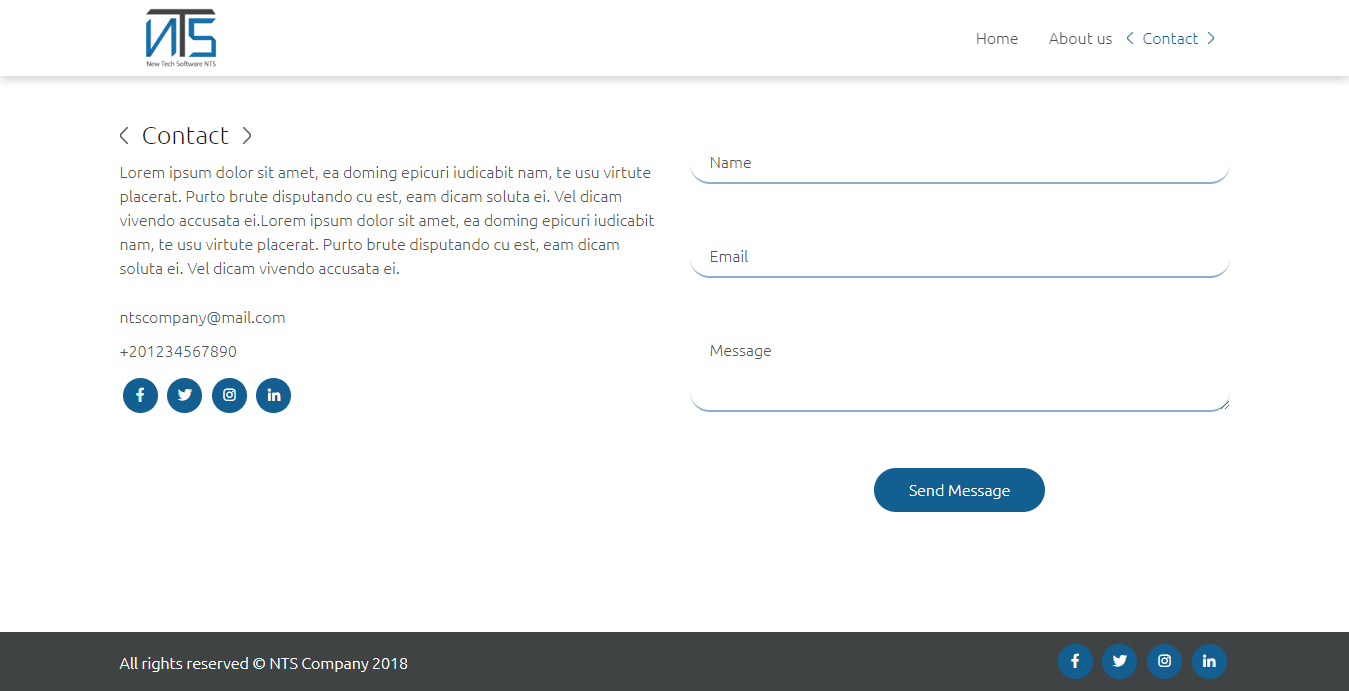 NTS
New Tech Software NTS
Home About us Contact
Contact
Lorem ipsum dolor sit amet, ea doming epicuri iudicabit nam, te usu virtute
placerat. Purto brute disputando cu est, eam dicam soluta ei. Vel dicam
vivendo accusata ei.Lorem ipsum dolor sit amet, ea doming epicuri iudicabit
nam, te usu virtute placerat. Purto brute disputando cu est, eam dicam
soluta ei. Vel dicam vivendo accusata ei.
ntscompany@mail.com
+201234567890
Name
Email
Message
Send Message
All rights reserved © NTS Company 2018